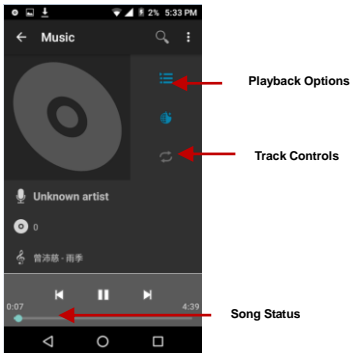 2% 5:33 PM
Music
Playback Options
Track Controls
Unknown artist
0
曾沛慈 - 雨季
0:07
4:39
Song Status